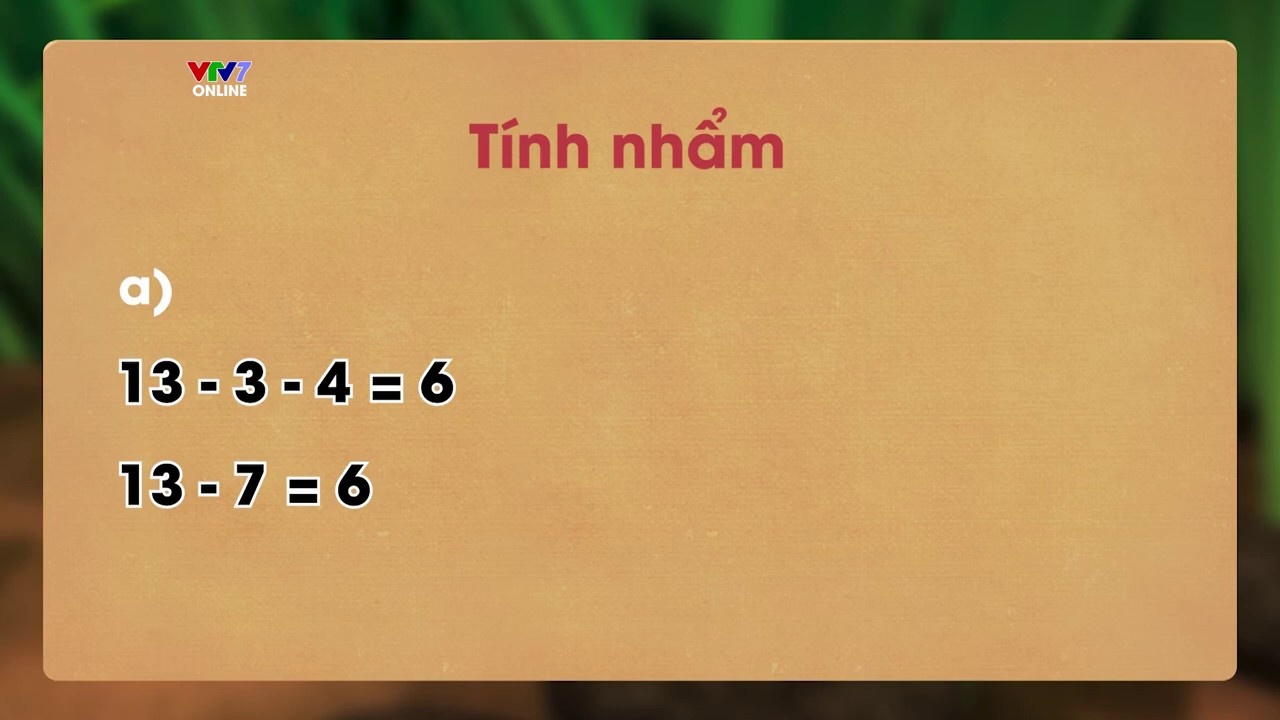 VTV7
ONLINE
Tính nhẩm
a)
13 - 3 - 4 = 6
13 - 7 = 6